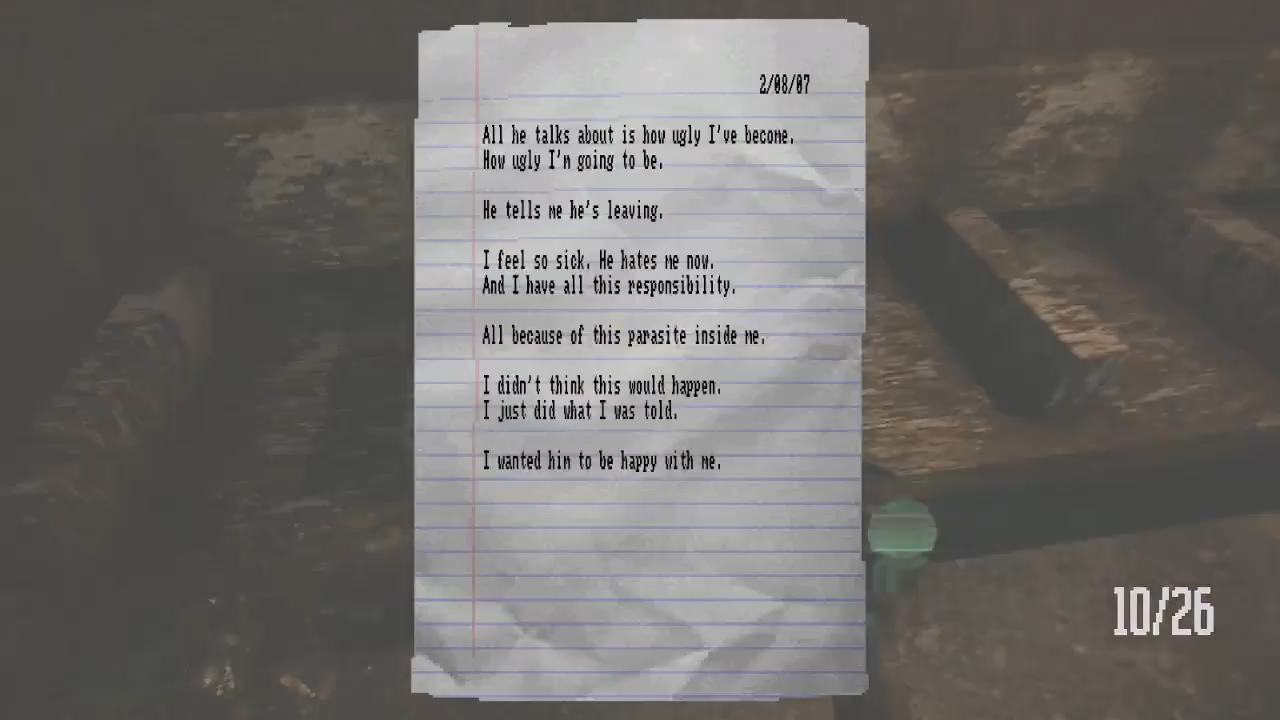 2/08/07
All he talks about is how ugly I've become.
How ugly I'm going to be.
He tells me he's leaving.
I feel so sick. He hates me now.
And I have all this responsibility.
All because of this parasite inside me.
I didn't think this would happen.
I just did what I was told.
I wanted him to be happy with me.
10/26